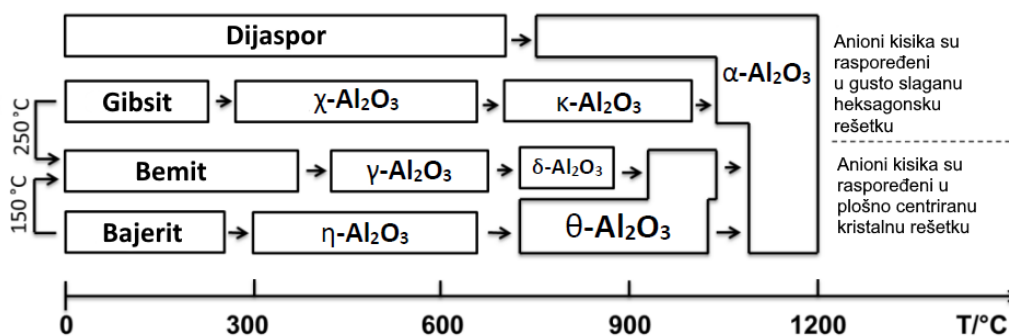 Dijaspor
α-Al₂O₃
Anioni kisika su
raspoređeni
u gusto slaganu
heksagonsku
rešetku
250 °C
Gibsit
χ-Al₂O₃
κ-Al₂O₃
150 °C
Bemit
γ-Al₂O₃
δ-Al₂O₃
Anioni kisika su
raspoređeni u
plošno centriranu
kristalnu rešetku
Bajerit
η-Al₂O₃
θ-Al₂O₃
0 300 600 900 1200 T/°C